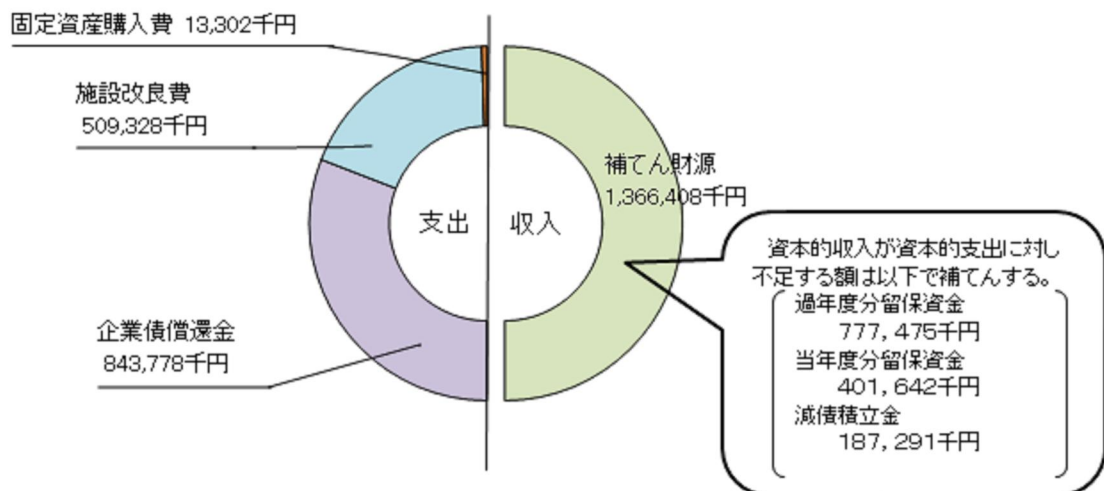 固定資産購入費 13,302千円
施設改良費
509,328千円
補てん財源
1,366,408千円
支出
収入
企業債償還金
843,778千円
資本的収入が資本的支出に対し
不足する額は以下で補てんする。
過年度分留保資金
777,475千円
当年度分留保資金
401,642千円
減債積立金
187,291千円